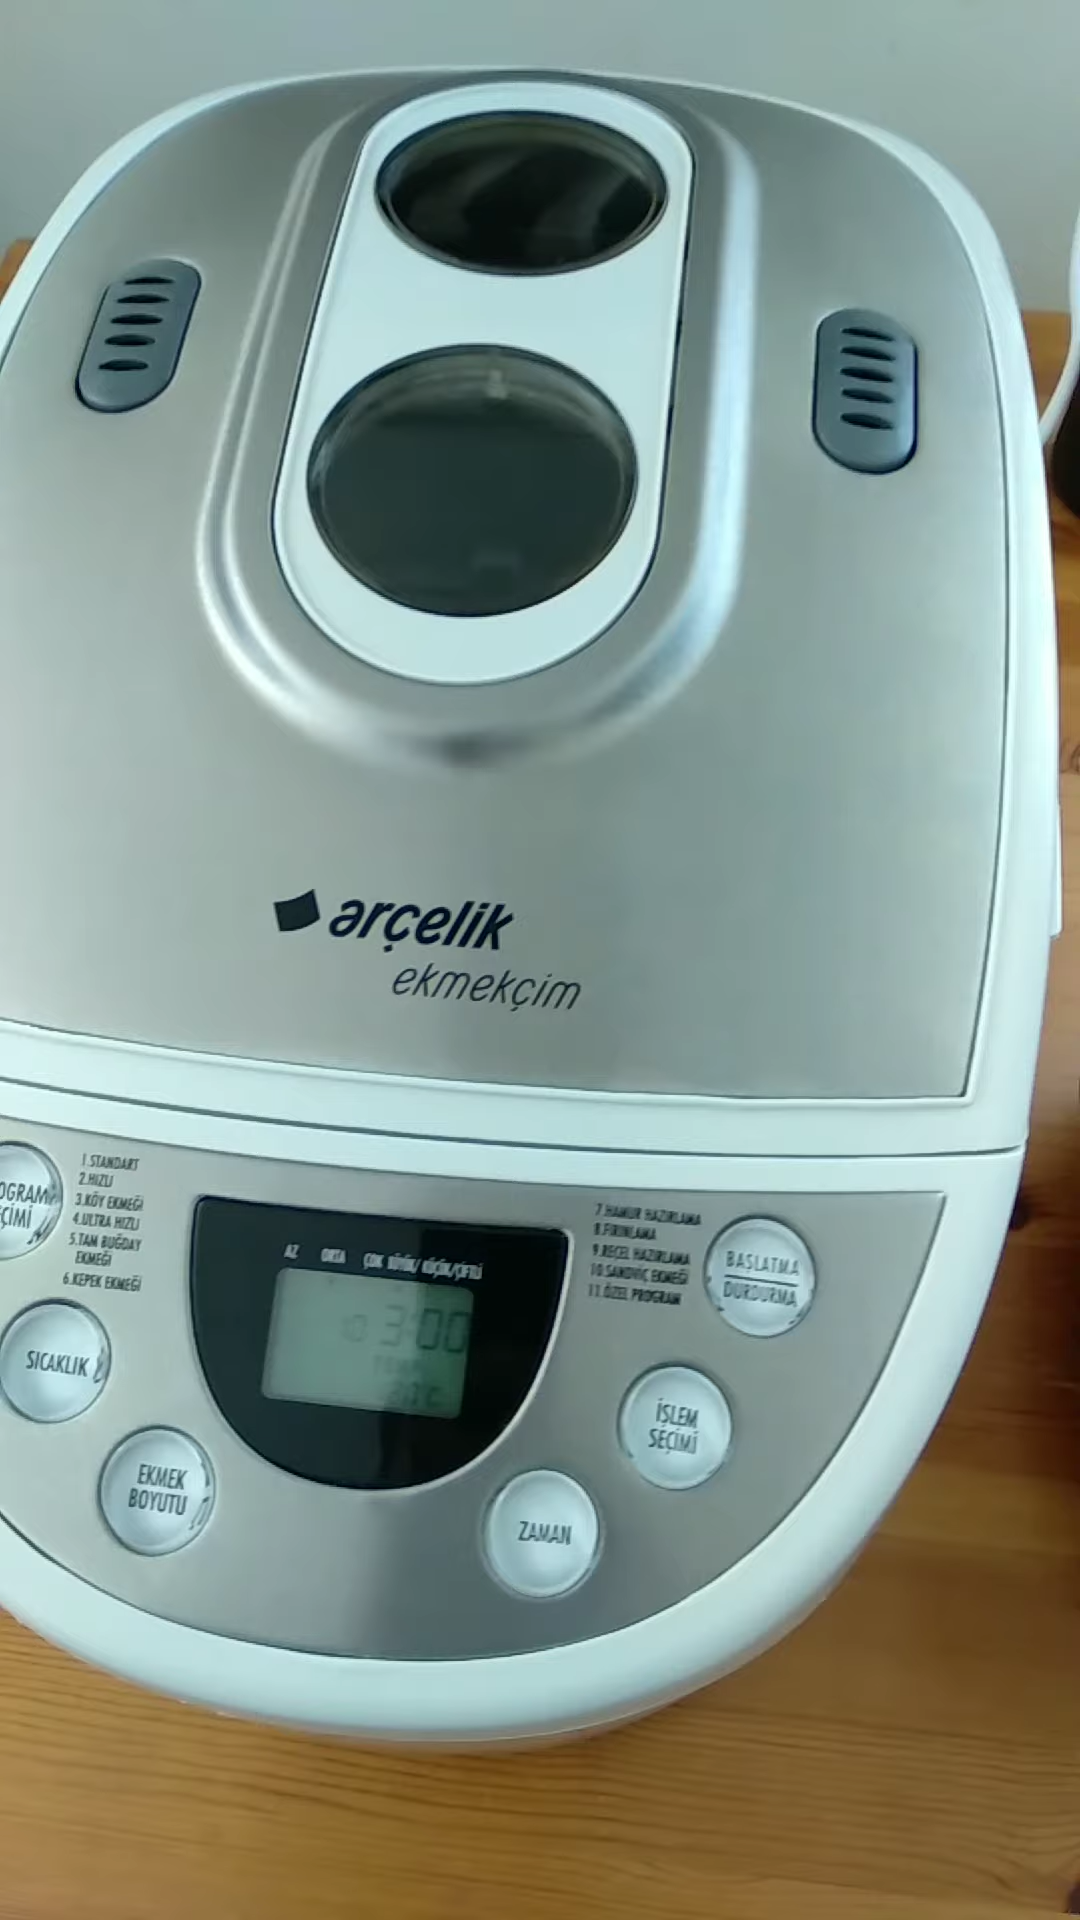 arçelik
ekmekçim
1.STANDART
2.HIZLI
3.KÖY EKMEĞİ
4.ULTRA HIZLI
5.TAM BUĞDAY
EKMEĞİ
6.KEPEK EKMEĞİ
SICAKLIK
EKMEK
BOYUTU
AZ ORTA ÇOK BÜYÜK/ KÜÇÜK/ÇİFTLİ
3:00
7.HAMUR HAZIRLAMA
8.FIRINLAMA
9.REÇEL HAZIRLAMA
10.SANDVİÇ EKMEĞİ
11.ÖZEL PROGRAM
BAŞLATMA
DURDURMA
İŞLEM
SEÇİMİ
ZAMAN